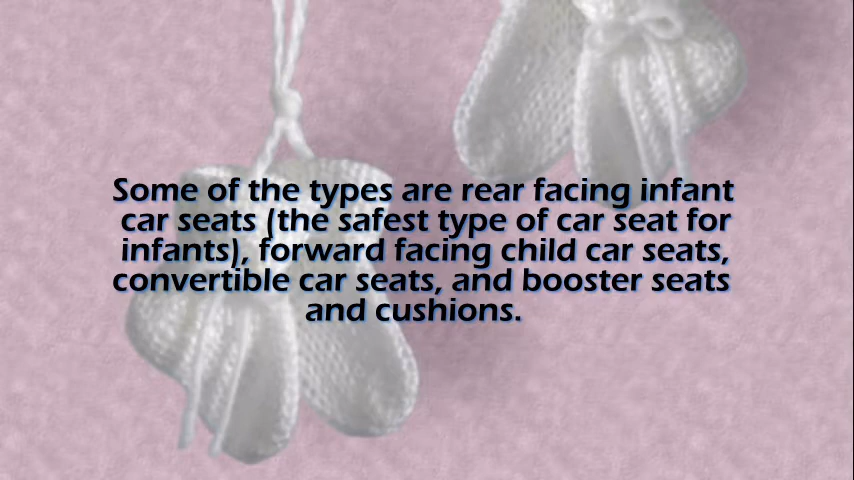 Some of the types are rear facing infant
car seats (the safest type of car seat for
infants), forward facing child car seats,
convertible car seats, and booster seats
and cushions.